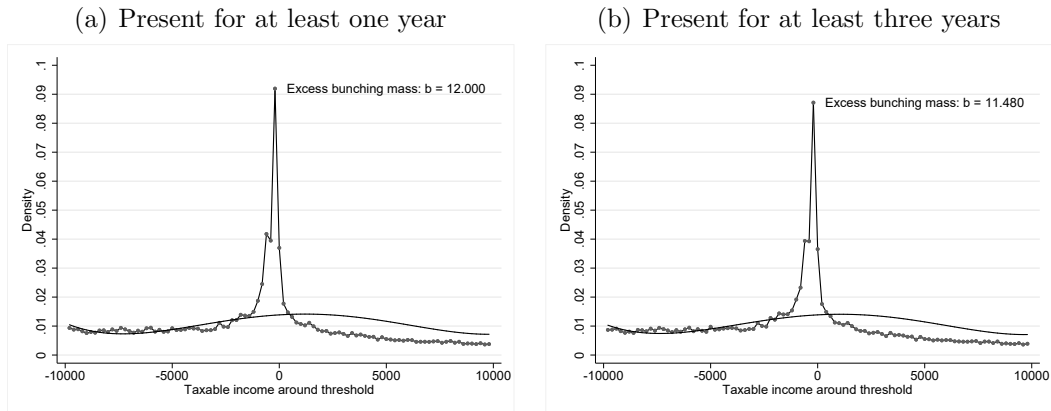 (a) Present for at least one year
(b) Present for at least three years
.1
.09
.08
.07
.06
.05
.04
.03
.02
.01
0
Density
Excess bunching mass: b = 12.000
-10000 -5000 0 5000 10000
Taxable income around threshold
.1
.09
.08
.07
.06
.05
.04
.03
.02
.01
0
Density
Excess bunching mass: b = 11.480
-10000 -5000 0 5000 10000
Taxable income around threshold